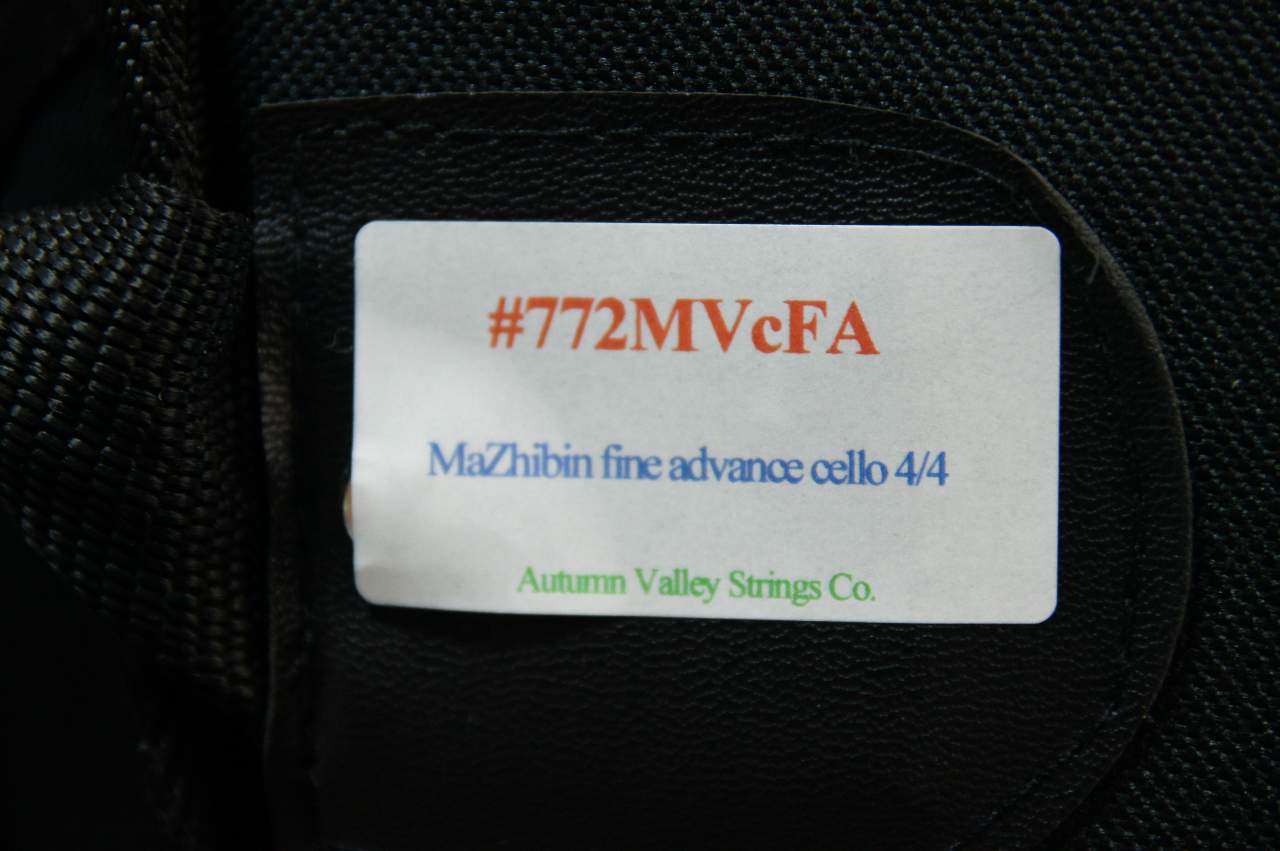 #772MVcFA
MaZhibin fine advance cello 4/4
Autumn Valley Strings Co.